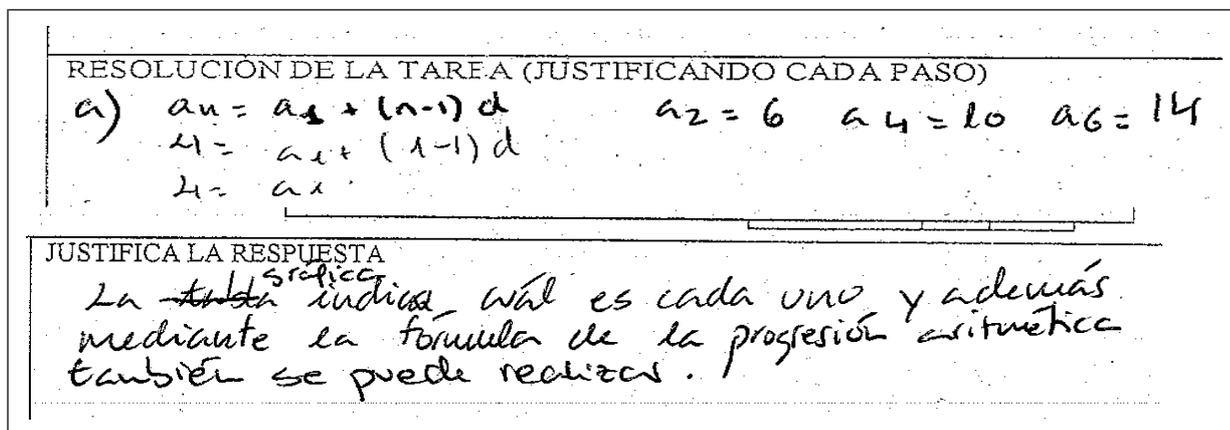 RESOLUCIÓN DE LA TAREA (JUSTIFICANDO CADA PASO)
a) an = a1 + (n-1) d a2 = 6 a4 = 10 a6 = 14
4 = a1 + (1-1) d
4 = a1
JUSTIFICA LA RESPUESTA
La tabla gráfica indica cuál es cada uno y además
mediante la fórmula de la progresión aritmética
también se puede realizar.